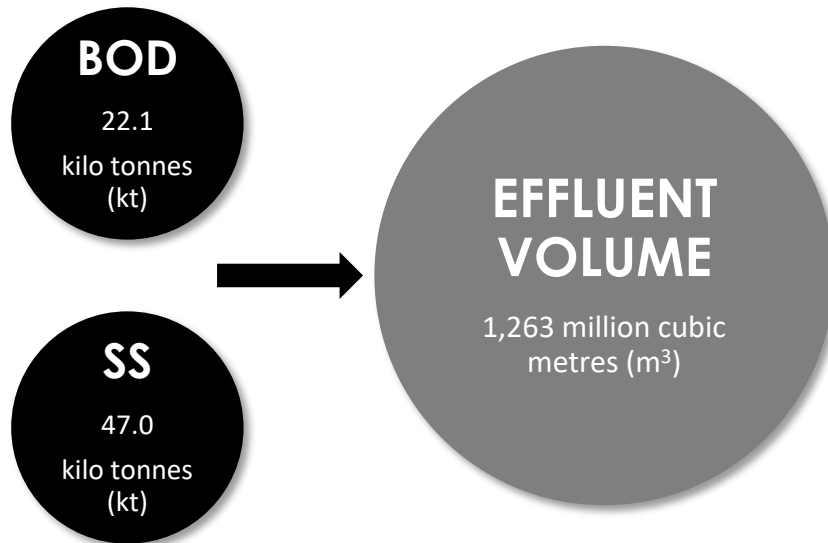 BOD
22.1
kilo tonnes
(kt)
SS
47.0
kilo tonnes
(kt)
EFFLUENT
VOLUME
1,263 million cubic
metres (m³)